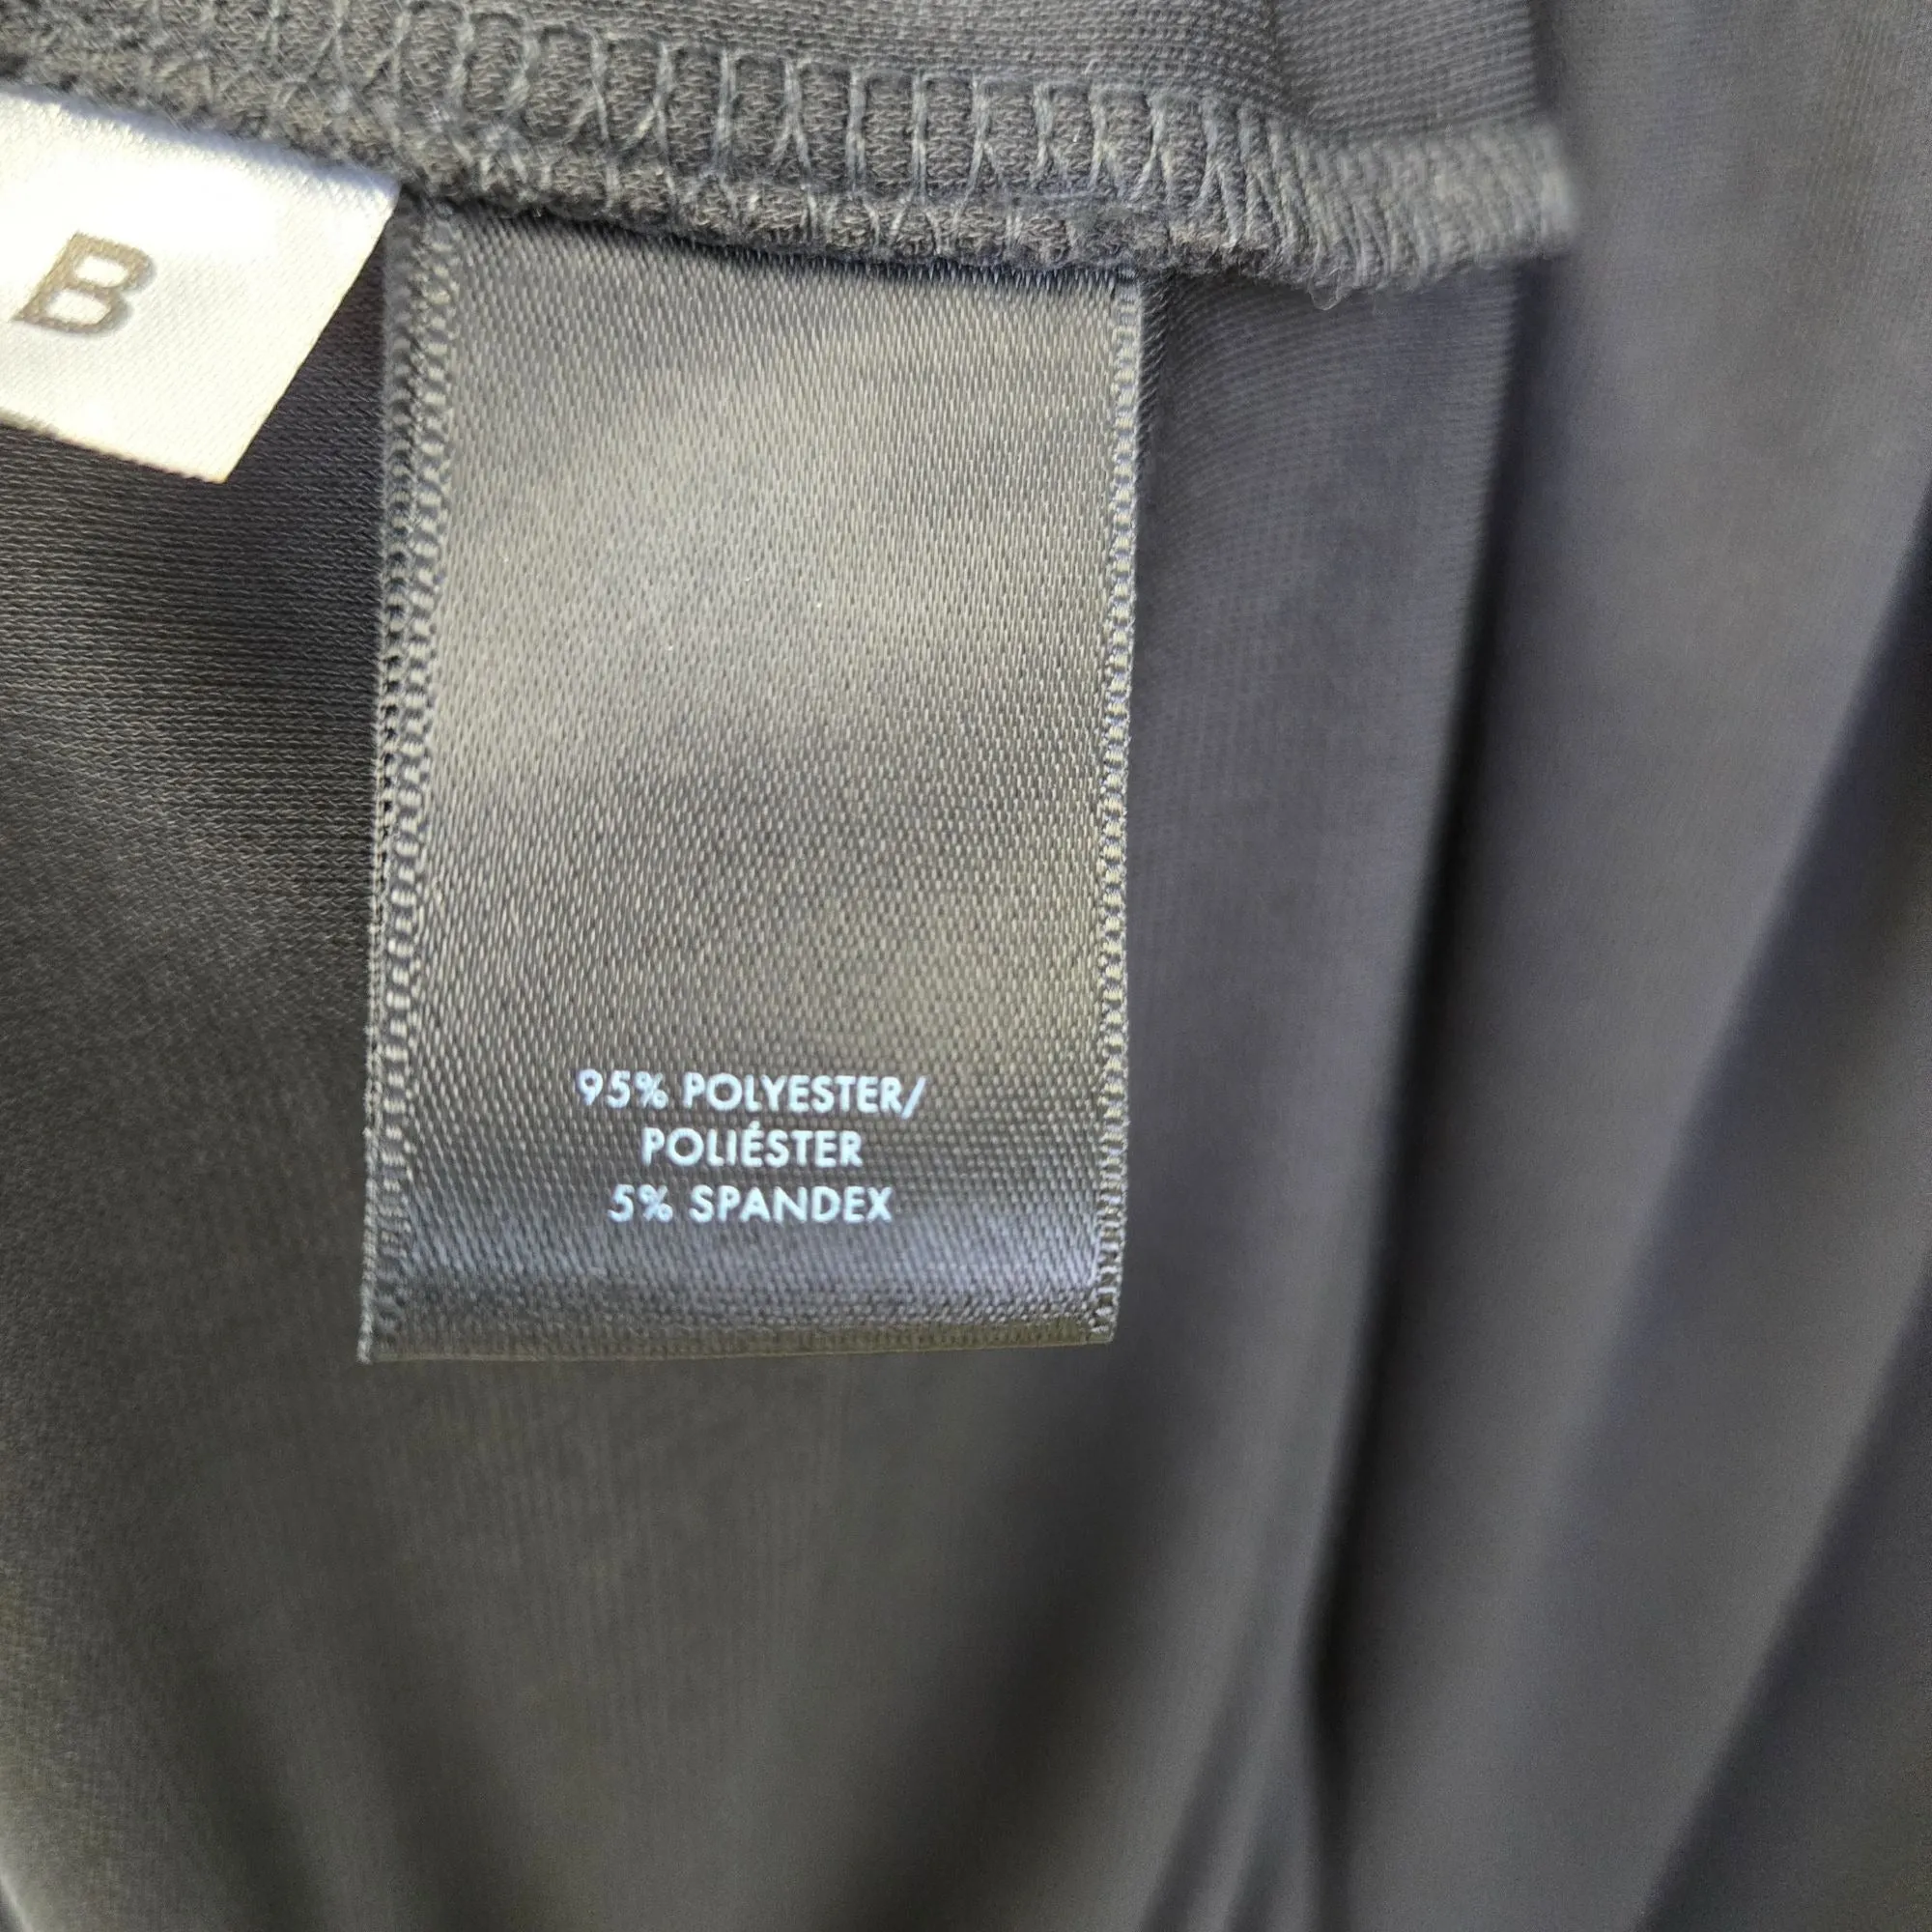 B
95% POLYESTER/
POLIÉSTER
5% SPANDEX